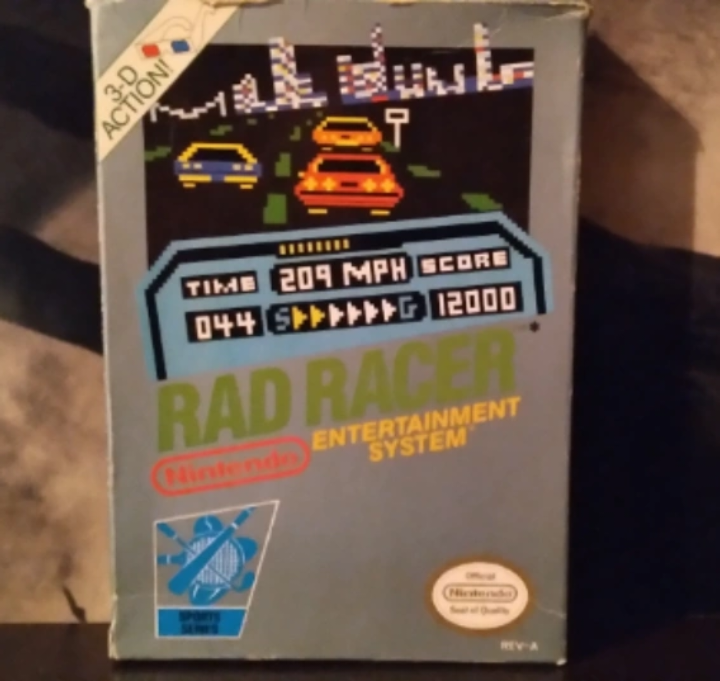 3-D
ACTION!
TIME 209 MPH SCORE
044 S G 12000
RAD RACER
Nintendo
ENTERTAINMENT
SYSTEM
SPORTS
SERIES
Official
Nintendo
Seal of Quality
REV-A